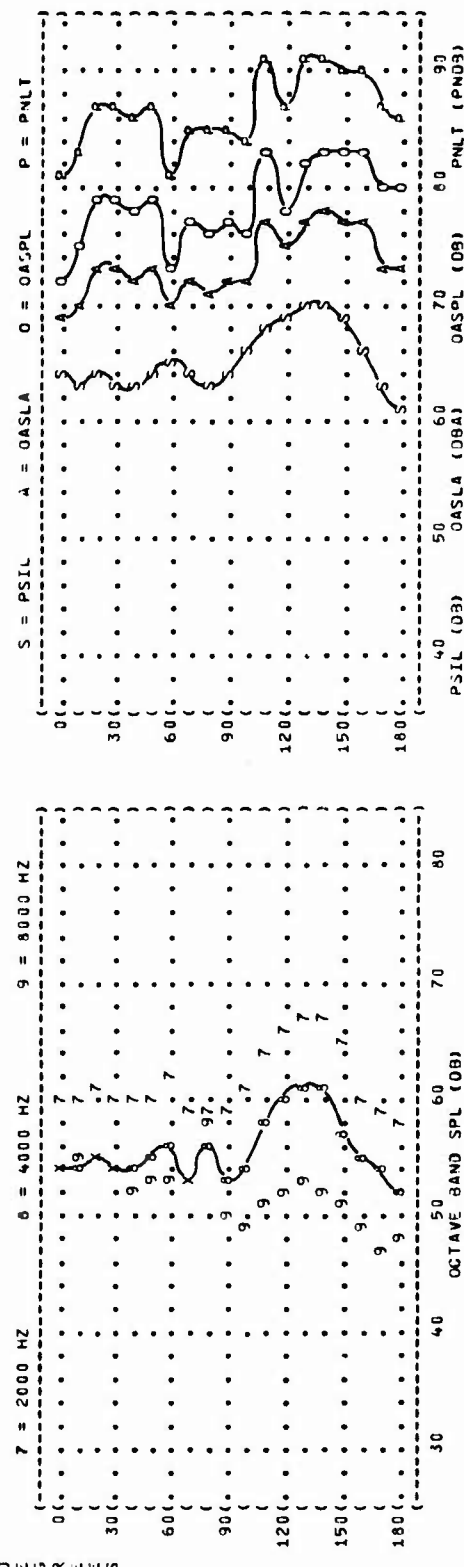 7 = 2000 HZ 8 = 4000 HZ 9 = 8000 HZ
0
30
60
90
120
150
180
30 40 50 60 70 80
OCTAVE BAND SPL (DB)
S = PSIL A = OASLA O = OASPL P = PNLT
0
30
60
90
120
150
180
40 50 60 70 80 90
PSIL (DB) OASLA (DBA) OASPL (DB) PNLT (PNDB)